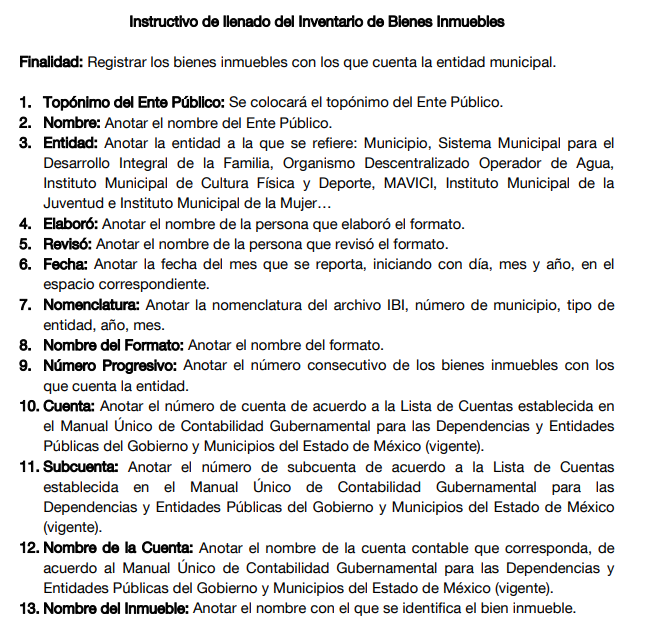 Instructivo de llenado del Inventario de Bienes Inmuebles
Finalidad: Registrar los bienes inmuebles con los que cuenta la entidad municipal.
1. Topónimo del Ente Público: Se colocará el topónimo del Ente Público.
2. Nombre: Anotar el nombre del Ente Público.
3. Entidad: Anotar la entidad a la que se refiere: Municipio, Sistema Municipal para el
Desarrollo Integral de la Familia, Organismo Descentralizado Operador de Agua,
Instituto Municipal de Cultura Física y Deporte, MAVICI, Instituto Municipal de la
Juventud e Instituto Municipal de la Mujer…
4. Elaboró: Anotar el nombre de la persona que elaboró el formato.
5. Revisó: Anotar el nombre de la persona que revisó el formato.
6. Fecha: Anotar la fecha del mes que se reporta, iniciando con día, mes y año, en el
espacio correspondiente.
7. Nomenclatura: Anotar la nomenclatura del archivo IBI, número de municipio, tipo de
entidad, año, mes.
8. Nombre del Formato: Anotar el nombre del formato.
9. Número Progresivo: Anotar el número consecutivo de los bienes inmuebles con los
que cuenta la entidad.
10. Cuenta: Anotar el número de cuenta de acuerdo a la Lista de Cuentas establecida en
el Manual Único de Contabilidad Gubernamental para las Dependencias y Entidades
Públicas del Gobierno y Municipios del Estado de México (vigente).
11. Subcuenta: Anotar el número de subcuenta de acuerdo a la Lista de Cuentas
establecida en el Manual Único de Contabilidad Gubernamental para las
Dependencias y Entidades Públicas del Gobierno y Municipios del Estado de México
(vigente).
12. Nombre de la Cuenta: Anotar el nombre de la cuenta contable que corresponda, de
acuerdo al Manual Único de Contabilidad Gubernamental para las Dependencias y
Entidades Públicas del Gobierno y Municipios del Estado de México (vigente).
13. Nombre del Inmueble: Anotar el nombre con el que se identifica el bien inmueble.